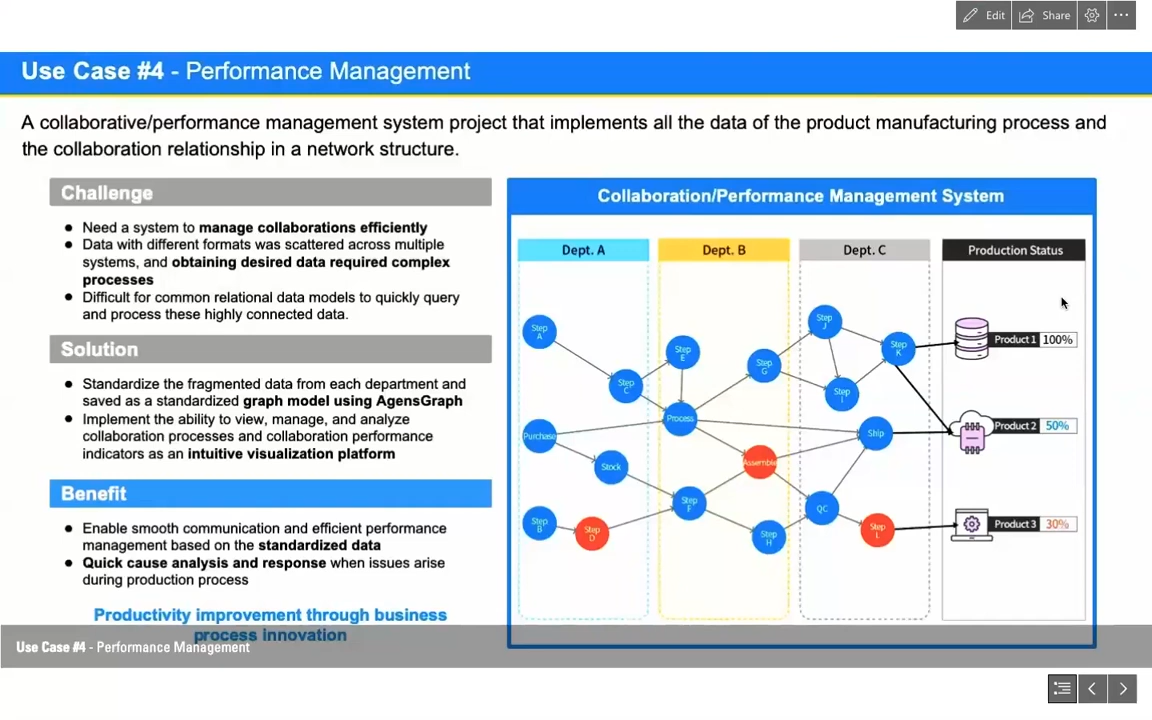 Edit
Share
Use Case #4 - Performance Management
A collaborative/performance management system project that implements all the data of the product manufacturing process and
the collaboration relationship in a network structure.
Challenge
● Need a system to manage collaborations efficiently
● Data with different formats was scattered across multiple
systems, and obtaining desired data required complex
processes
● Difficult for common relational data models to quickly query
and process these highly connected data.
Solution
● Standardize the fragmented data from each department and
saved as a standardized graph model using AgensGraph
● Implement the ability to view, manage, and analyze
collaboration processes and collaboration performance
indicators as an intuitive visualization platform
Benefit
● Enable smooth communication and efficient performance
management based on the standardized data
● Quick cause analysis and response when issues arise
during production process
Productivity improvement through business
process innovation
Collaboration/Performance Management System
Dept. A
Dept. B
Dept. C
Production Status
Step
A
Step
C
Purchase
Stock
Step
B
Step
D
Step
E
Process
Step
G
Assemble
Step
F
Step
H
Step
J
Step
K
Step
I
Ship
QC
Step
L
Product 1 100%
Product 2 50%
Product 3 30%
Use Case #4 - Performance Management